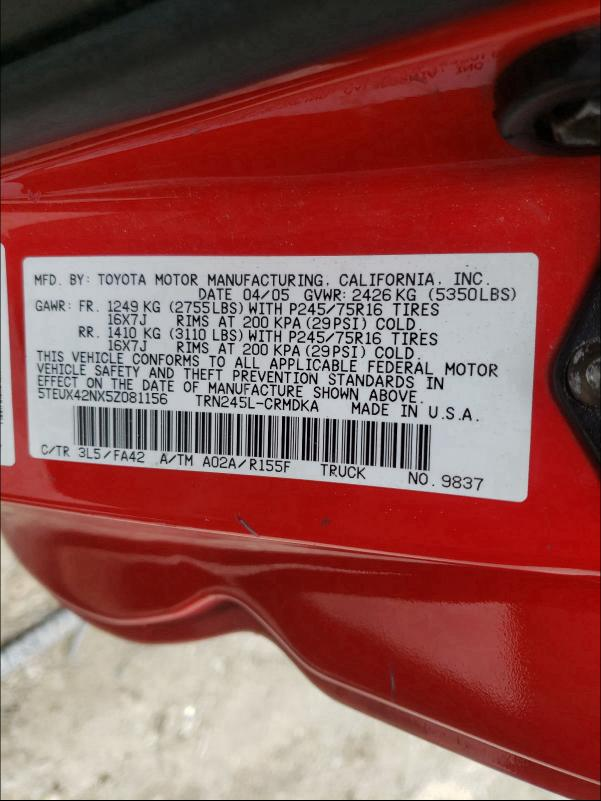 MFD. BY: TOYOTA MOTOR MANUFACTURING, CALIFORNIA, INC.
DATE 04/05 GVWR: 2426 KG (5350LBS)
GAWR: FR. 1249 KG (2755LBS) WITH P245/75R16 TIRES
16X7J RIMS AT 200 KPA (29PSI) COLD.
RR. 1410 KG (3110 LBS) WITH P245/75R16 TIRES
16X7J RIMS AT 200 KPA (29PSI) COLD.
THIS VEHICLE CONFORMS TO ALL APPLICABLE FEDERAL MOTOR
VEHICLE SAFETY AND THEFT PREVENTION STANDARDS IN
EFFECT ON THE DATE OF MANUFACTURE SHOWN ABOVE.
5TEUX42NX5Z081156 TRN245L-CRMDKA MADE IN U.S.A.
C/TR 3L5/FA42 A/TM A02A/R155F TRUCK NO. 9837